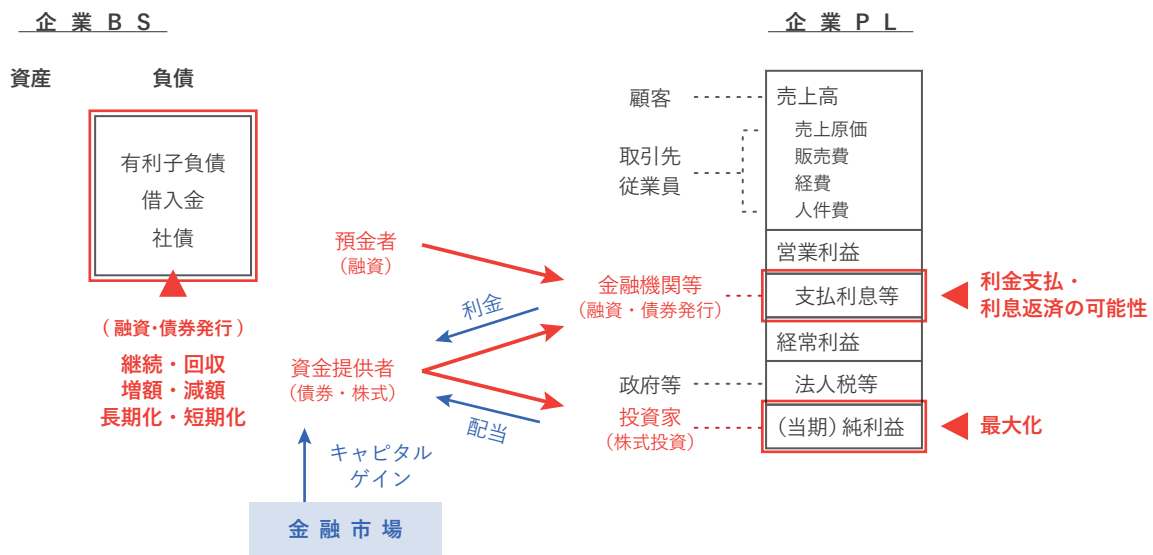 企業BS
資産
負債
有利子負債
借入金
社債
(融資・債券発行)
継続・回収
増額・減額
長期化・短期化
預金者
(融資)
利金
資金提供者
(債券・株式)
配当
キャピタル
ゲイン
金融市場
金融機関等
(融資・債券発行)
投資家
(株式投資)
企業PL
顧客
売上高
取引先
従業員
売上原価
販売費
経費
人件費
営業利益
支払利息等
利金支払・
利息返済の可能性
経常利益
政府等
法人税等
(当期)純利益
最大化